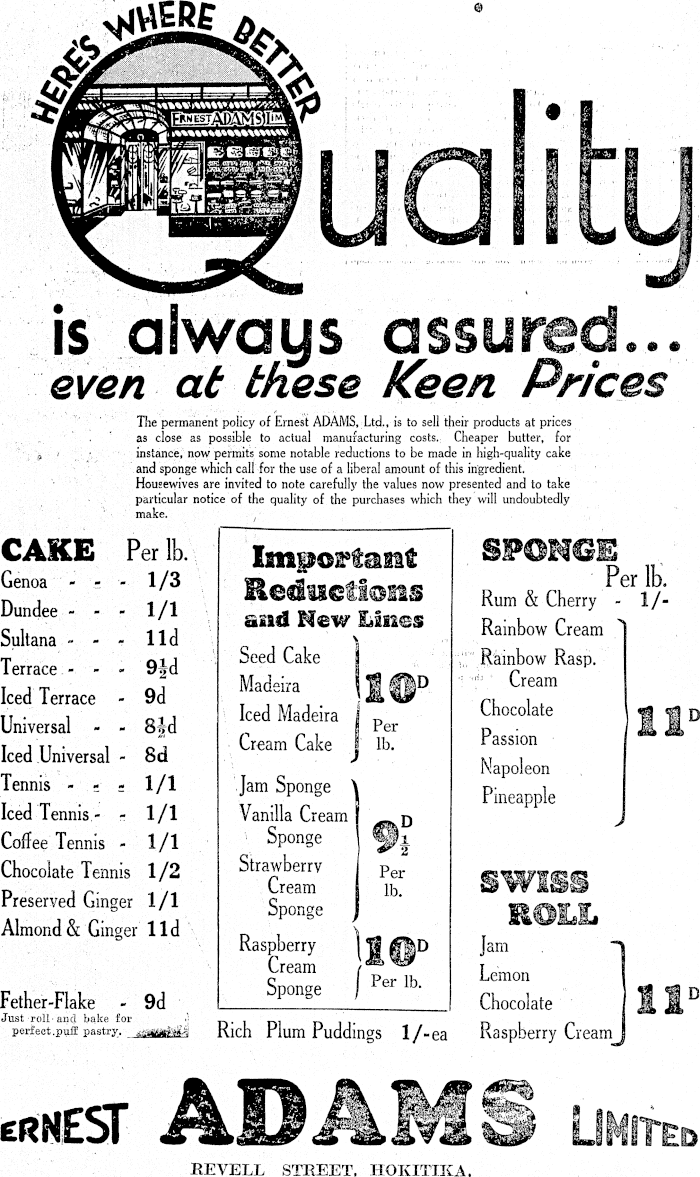 HERE'S WHERE BETTER
ERNEST ADAMS LIM
Quality
is always assured...
even at these Keen Prices
The permanent policy of Ernest ADAMS, Ltd., is to sell their products at prices
as close as possible to actual manufacturing costs. Cheaper butter, for
instance, now permits some notable reductions to be made in high-quality cake
and sponge which call for the use of a liberal amount of this ingredient.
Housewives are invited to note carefully the values now presented and to take
particular notice of the quality of the purchases which they will undoubtedly
make.
CAKE Per lb.
Genoa - - - 1/3
Dundee - - - 1/1
Sultana - - - 11d
Terrace - - - 9½d
Iced Terrace - 9d
Universal - - 8½d
Iced Universal - 8d
Tennis - - - 1/1
Iced Tennis - - 1/1
Coffee Tennis - 1/1
Chocolate Tennis 1/2
Preserved Ginger 1/1
Almond & Ginger 11d
Fether-Flake - 9d
Just roll and bake for
perfect puff pastry.
Important
Reductions
and New Lines
Seed Cake
Madeira
Iced Madeira
Cream Cake
10D
Per
lb.
Jam Sponge
Vanilla Cream
Sponge
Strawberry
Cream
Sponge
9½D
Per
lb.
Raspberry
Cream
Sponge
10D
Per lb.
Rich Plum Puddings 1/-ea
SPONGE
Per lb.
Rum & Cherry - 1/-
Rainbow Cream
Rainbow Rasp.
Cream
Chocolate
Passion
Napoleon
Pineapple
11D
SWISS
ROLL
Jam
Lemon
Chocolate
Raspberry Cream
11D
ERNEST ADAMS LIMITED
REVELL STREET, HOKITIKA.